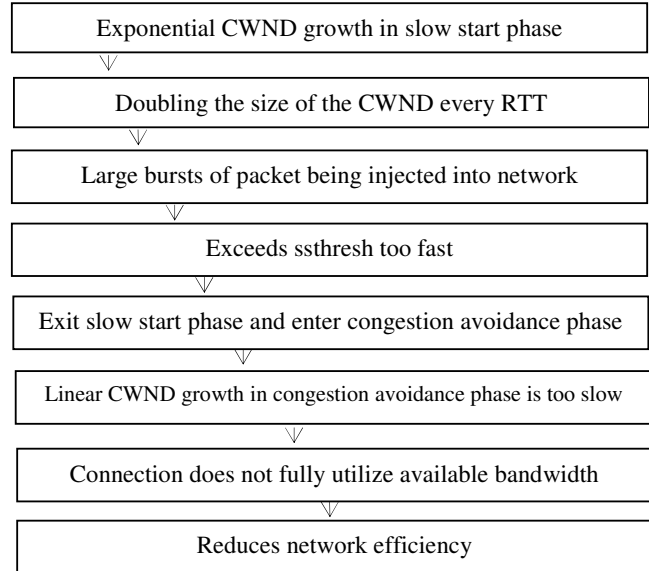 Exponential CWND growth in slow start phase
Doubling the size of the CWND every RTT
Large bursts of packet being injected into network
Exceeds ssthresh too fast
Exit slow start phase and enter congestion avoidance phase
Linear CWND growth in congestion avoidance phase is too slow
Connection does not fully utilize available bandwidth
Reduces network efficiency